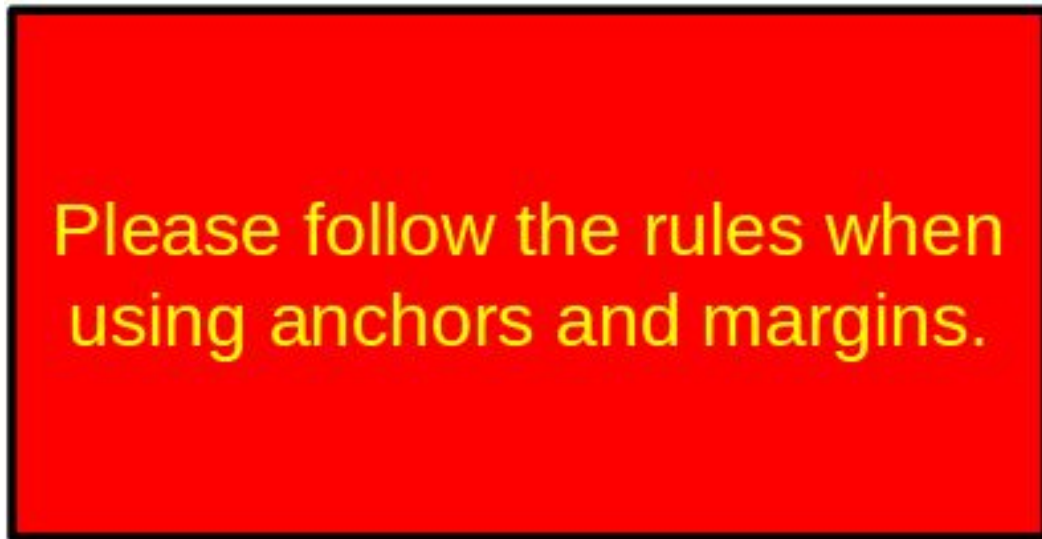 Please follow the rules when
using anchors and margins.